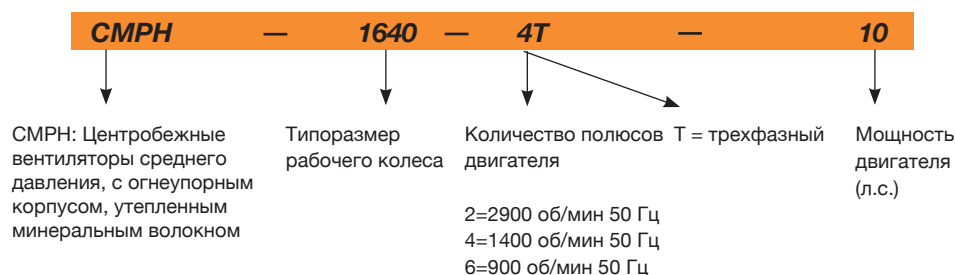 CMPH — 1640 — 4T — 10
CMPH: Центробежные
вентиляторы среднего
давления, с огнеупорным
корпусом, утепленным
минеральным волокном
Типоразмер
рабочего колеса
Количество полюсов
двигателя
2=2900 об/мин 50 Гц
4=1400 об/мин 50 Гц
6=900 об/мин 50 Гц
T = трехфазный
Мощность
двигателя
(л.с.)